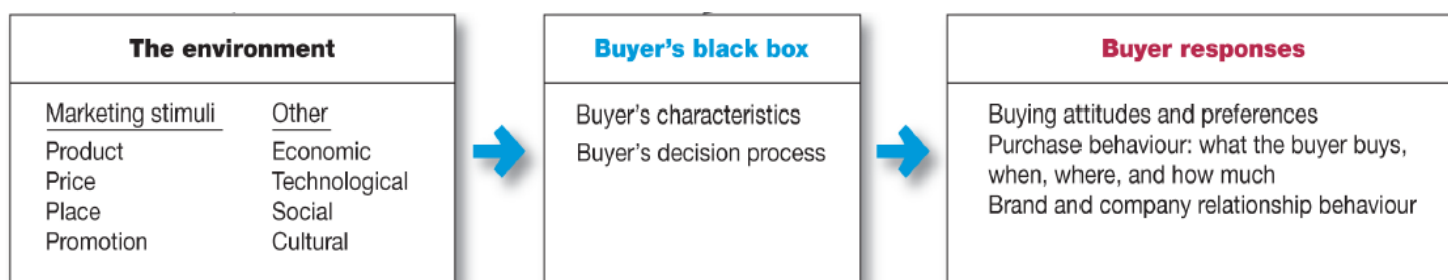 The environment
Marketing stimuli
Product
Price
Place
Promotion
Other
Economic
Technological
Social
Cultural
Buyer’s black box
Buyer’s characteristics
Buyer’s decision process
Buyer responses
Buying attitudes and preferences
Purchase behaviour: what the buyer buys,
when, where, and how much
Brand and company relationship behaviour